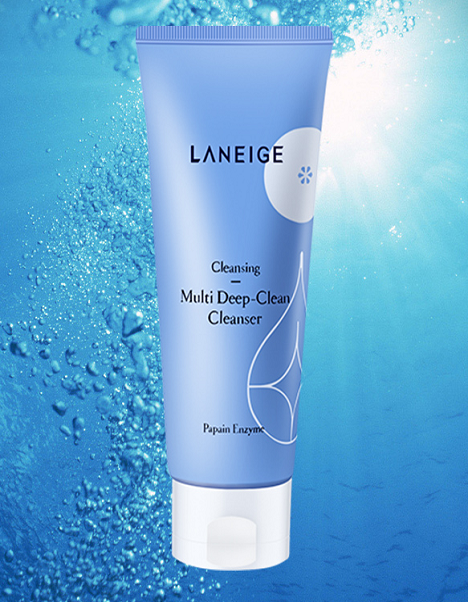 LANEIGE
Cleansing
Multi Deep-Clean
Cleanser
Papain Enzyme